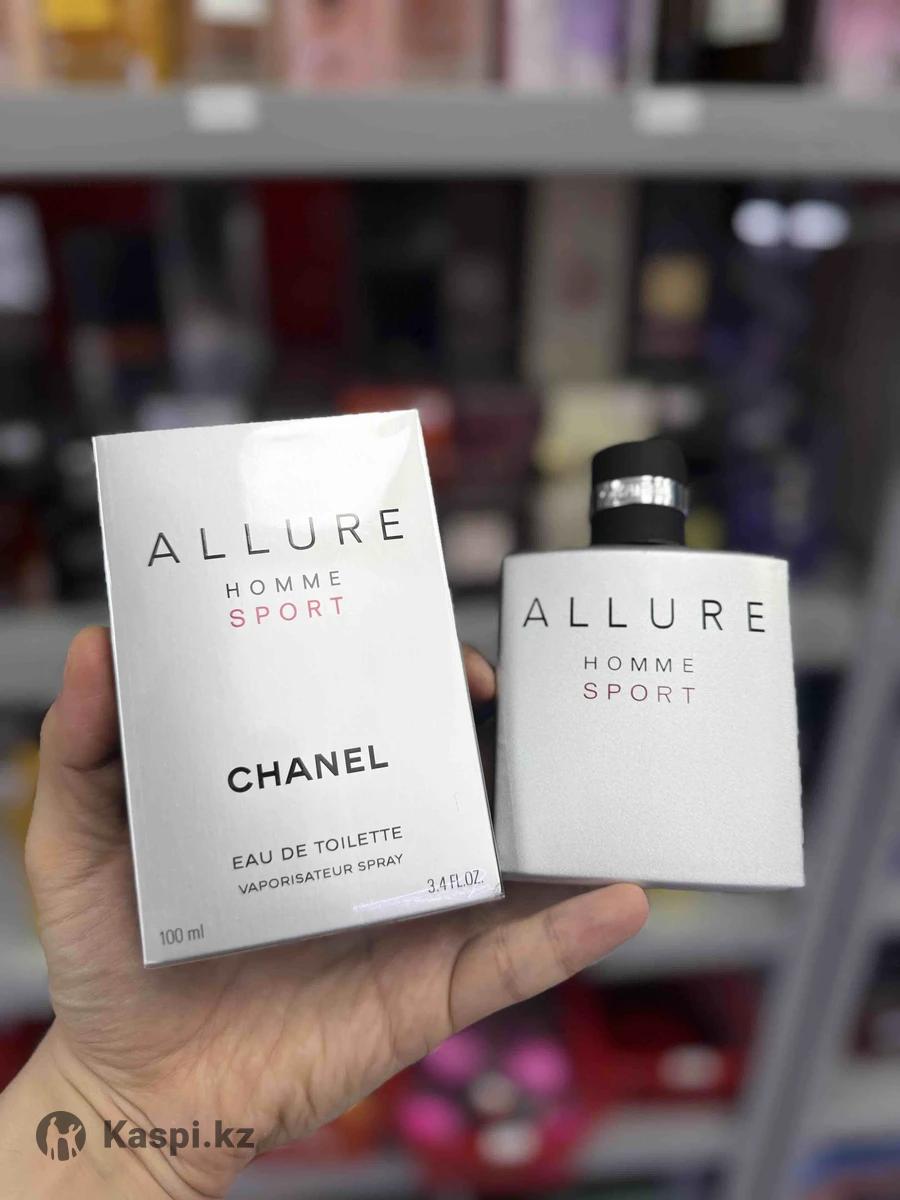 ALLURE
HOMME
SPORT
CHANEL
EAU DE TOILETTE
VAPORISATEUR SPRAY
3.4 FL.OZ.
100 ml
ALLURE
HOMME
SPORT
Kaspi.kz